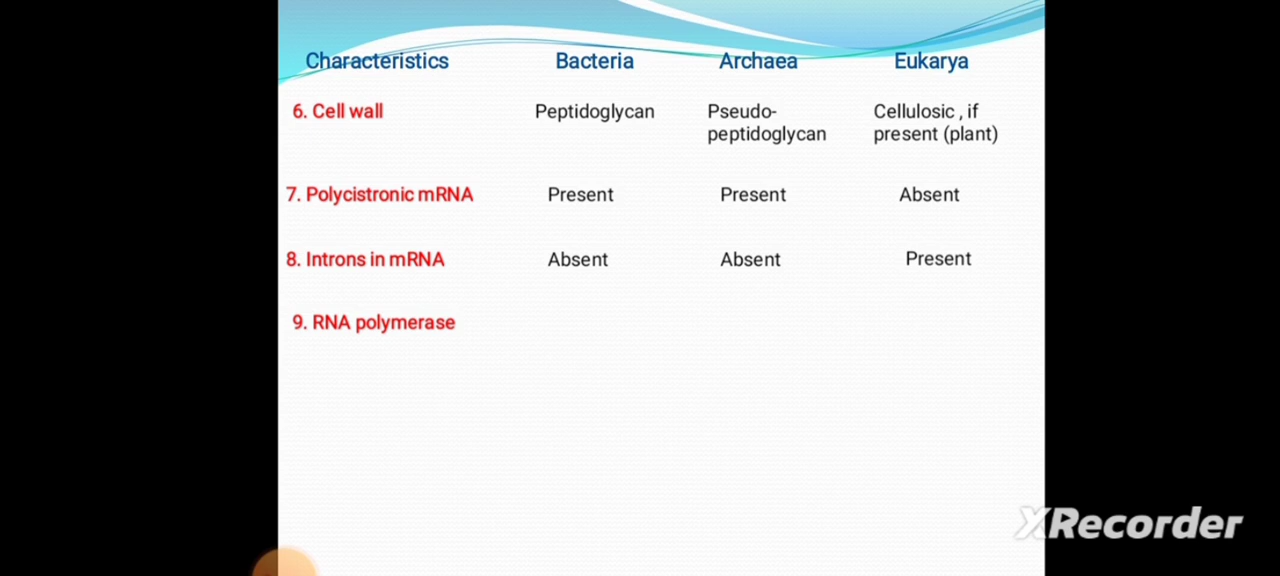 Characteristics Bacteria Archaea Eukarya
6. Cell wall Peptidoglycan Pseudo- Cellulosic , if
peptidoglycan present (plant)
7. Polycistronic mRNA Present Present Absent
8. Introns in mRNA Absent Absent Present
9. RNA polymerase
XRecorder